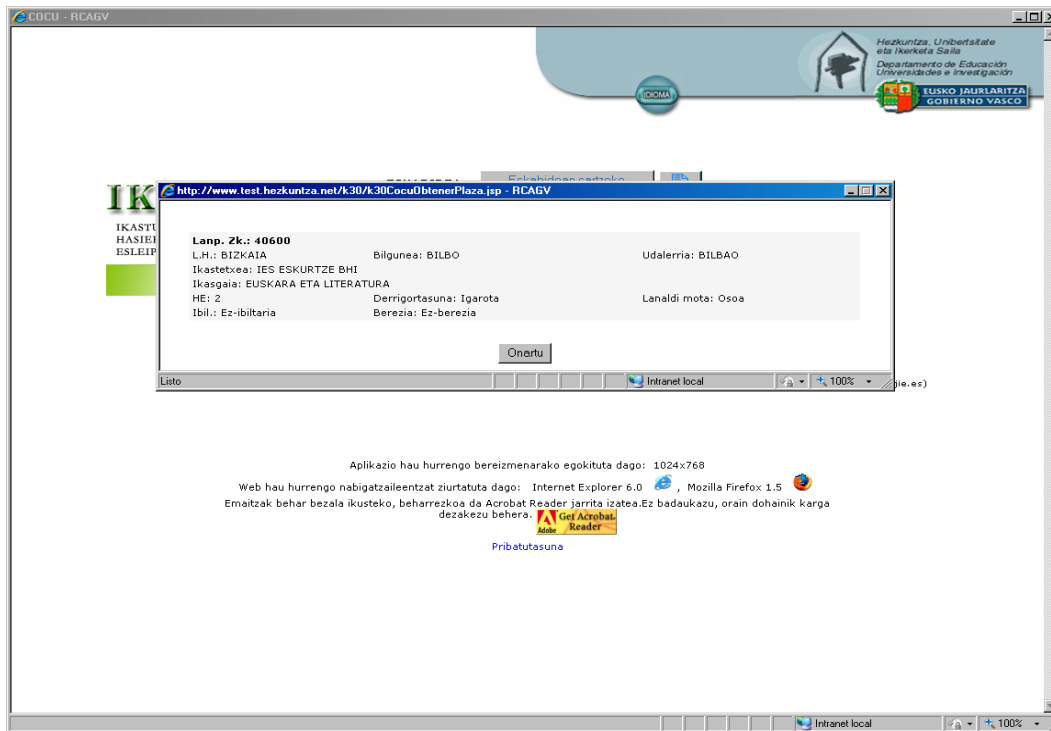 COCU - RCAGV
Hezkuntza, Unibertsitate
eta Ikerketa Saila
Departamento de Educación
Universidades e Investigación
EUSKO JAURLARITZA
GOBIERNO VASCO
IDIOMA
http://www.test.hezkuntza.net/k30/k30CocuObtenerPlaza.jsp - RCAGV
Lanp. Zk.: 40600
L.H.: BIZKAIA Bilgunea: BILBO Udalerria: BILBAO
Ikastetxea: IES ESKURTZE BHI
Ikasgaia: EUSKARA ETA LITERATURA
HE: 2 Derrigortasuna: Igarota Lanaldi mota: Osoa
Ibil.: Ez-ibiltaria Berezia: Ez-berezia
Onartu
Listo Intranet local 100%
jie.es)
Aplikazio hau hurrengo bereizmenarako egokituta dago: 1024x768
Web hau hurrengo nabigatzaileentzat ziurtatuta dago: Internet Explorer 6.0 , Mozilla Firefox 1.5
Emaitzak behar bezala ikusteko, beharrezkoa da Acrobat Reader jarrita izatea.Ez badaukazu, orain dohainik karga
dezakezu behera. Get Acrobat Reader Adobe
Pribatutasuna
Intranet local 100%